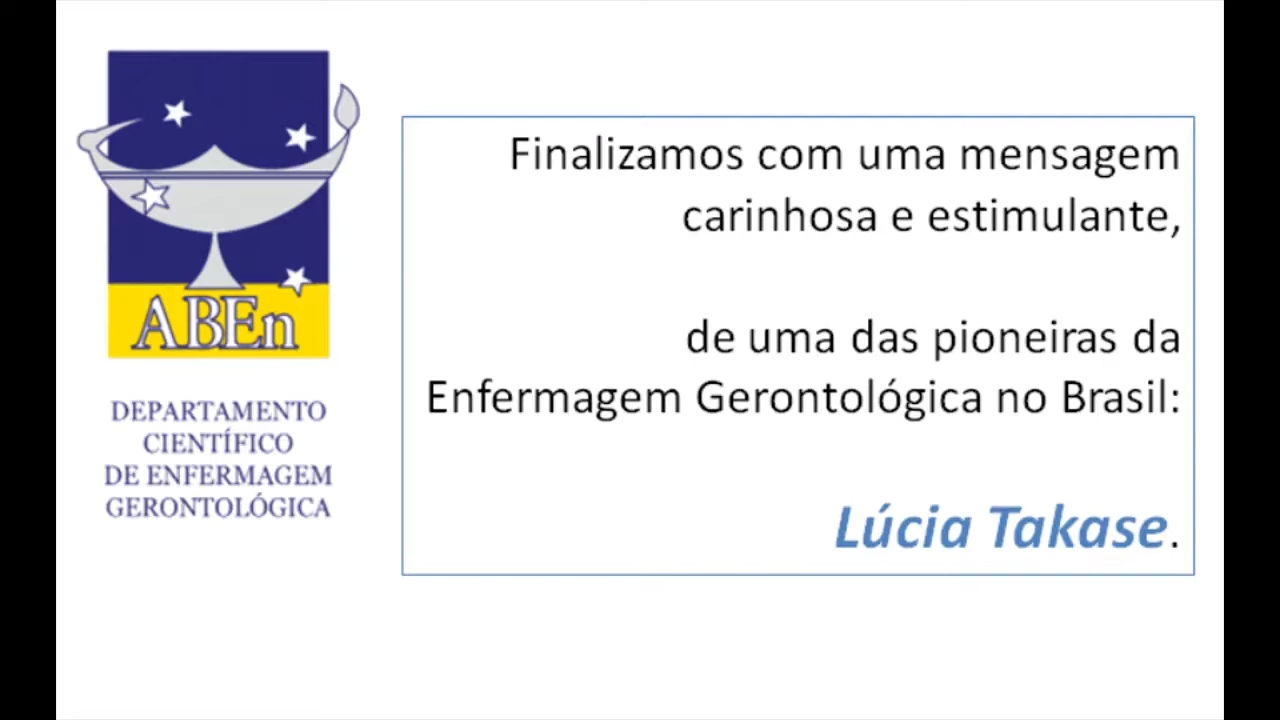 ABEn
DEPARTAMENTO
CIENTÍFICO
DE ENFERMAGEM
GERONTOLÓGICA
Finalizamos com uma mensagem
carinhosa e estimulante,
de uma das pioneiras da
Enfermagem Gerontológica no Brasil:
Lúcia Takase.